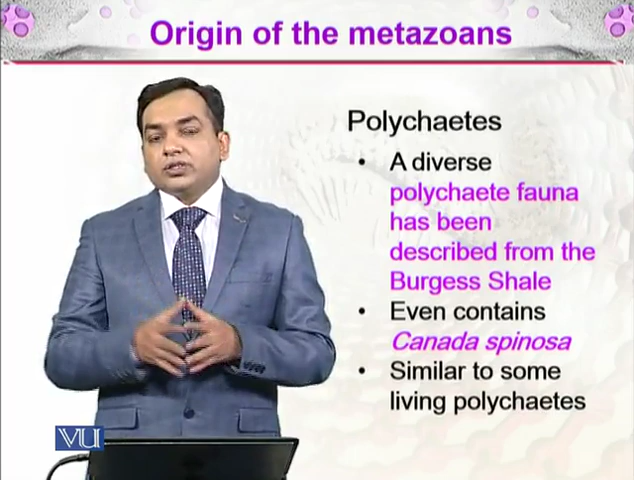 Origin of the metazoans
Polychaetes
• A diverse
polychaete fauna
has been
described from the
Burgess Shale
• Even contains
Canada spinosa
• Similar to some
living polychaetes
VU